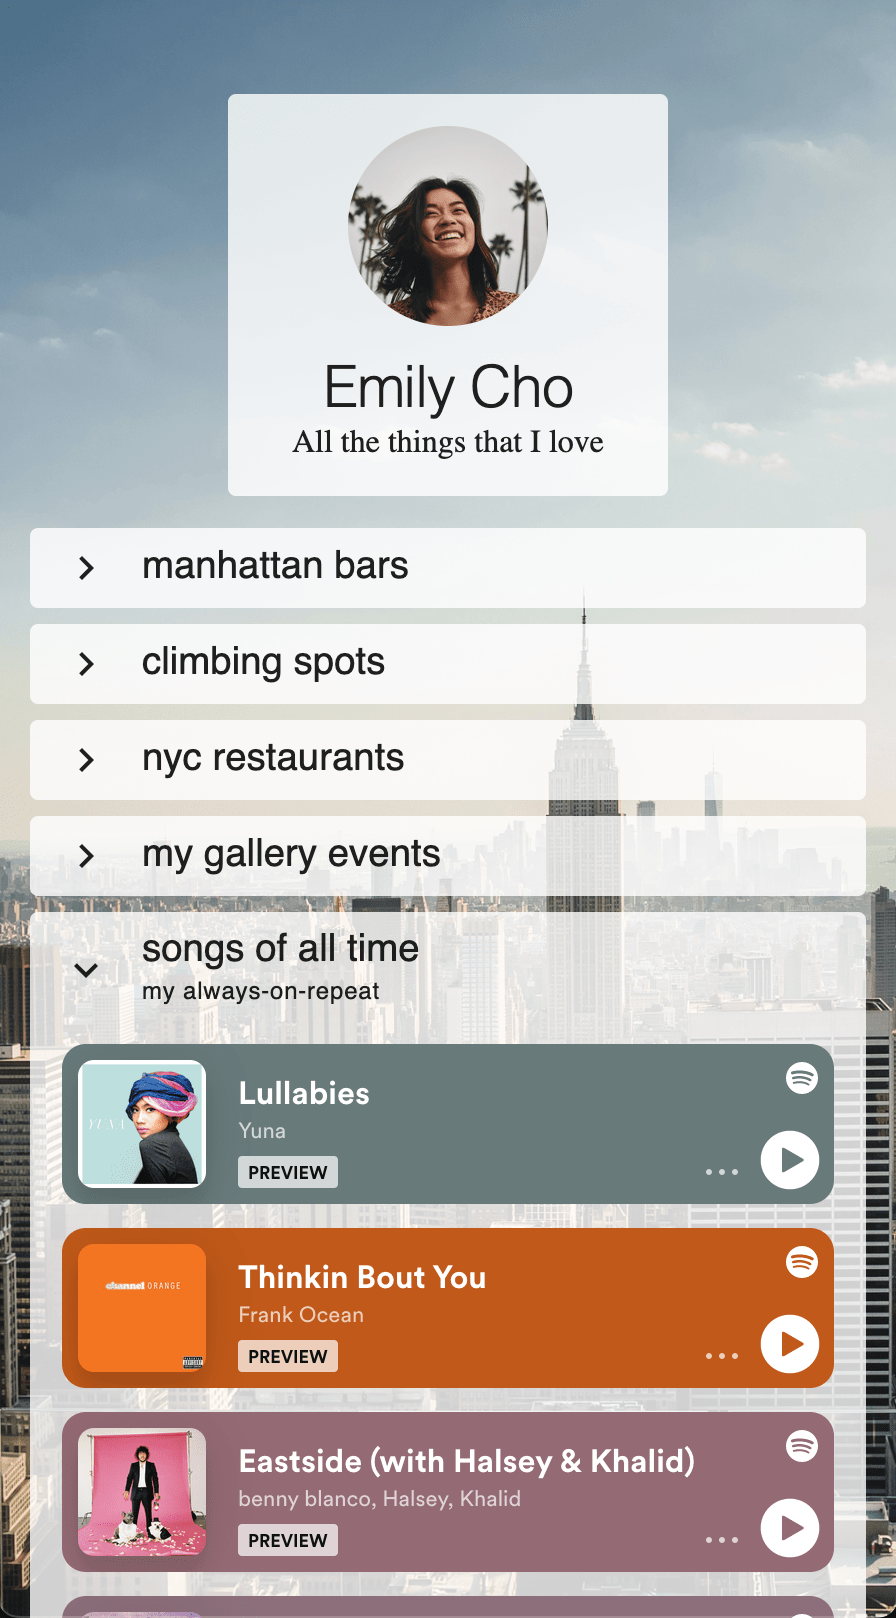 Emily Cho
All the things that I love
manhattan bars
climbing spots
nyc restaurants
my gallery events
songs of all time
my always-on-repeat
YUNA
Lullabies
Yuna
PREVIEW
channel ORANGE
Thinkin Bout You
Frank Ocean
PREVIEW
Eastside (with Halsey & Khalid)
benny blanco, Halsey, Khalid
PREVIEW